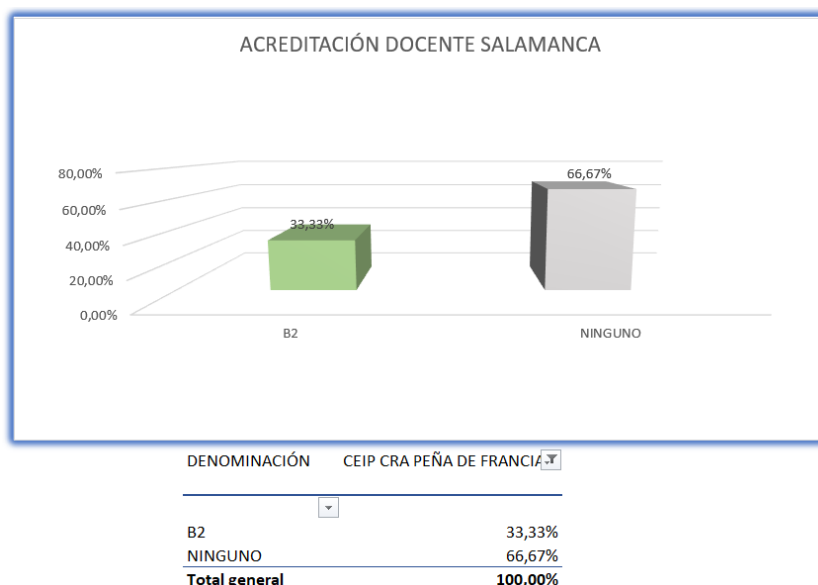 ACREDITACIÓN DOCENTE SALAMANCA
80,00%
60,00%
40,00%
20,00%
0,00%
33,33%
66,67%
B2
NINGUNO
DENOMINACIÓN CEIP CRA PEÑA DE FRANCIA
B2 33,33%
NINGUNO 66,67%
Total general 100,00%